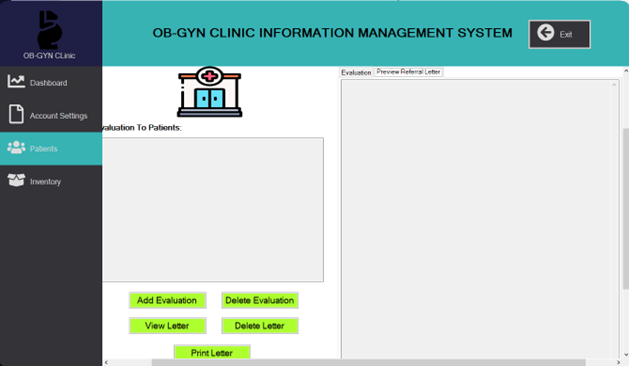 OB-GYN CLINIC INFORMATION MANAGEMENT SYSTEM
Exit
OB-GYN CLinic
Dashboard
Account Settings
Patients
Inventory
valuation To Patients:
Evaluation
Preview Referral Letter
Add Evaluation
Delete Evaluation
View Letter
Delete Letter
Print Letter